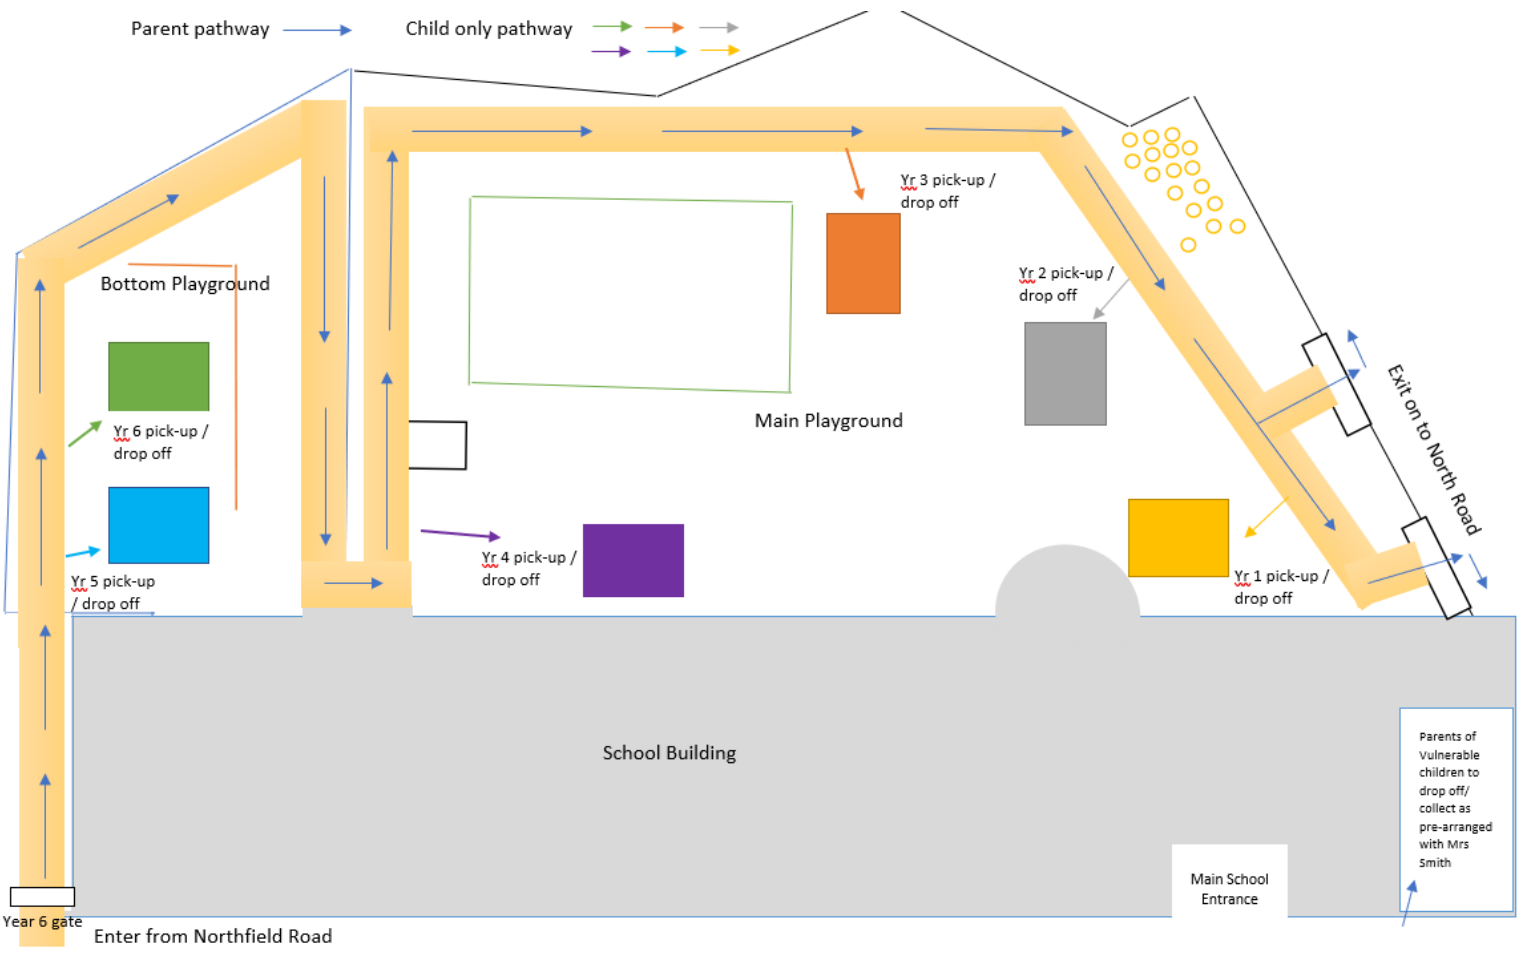 Parent pathway
Child only pathway
Yr 3 pick-up /
drop off
Yr 2 pick-up /
drop off
Bottom Playground
Main Playground
Exit on to North Road
Yr 6 pick-up /
drop off
Yr 5 pick-up
/ drop off
Yr 4 pick-up /
drop off
Yr 1 pick-up /
drop off
School Building
Parents of
Vulnerable
children to
drop off/
collect as
pre-arranged
with Mrs
Smith
Main School
Entrance
Year 6 gate
Enter from Northfield Road